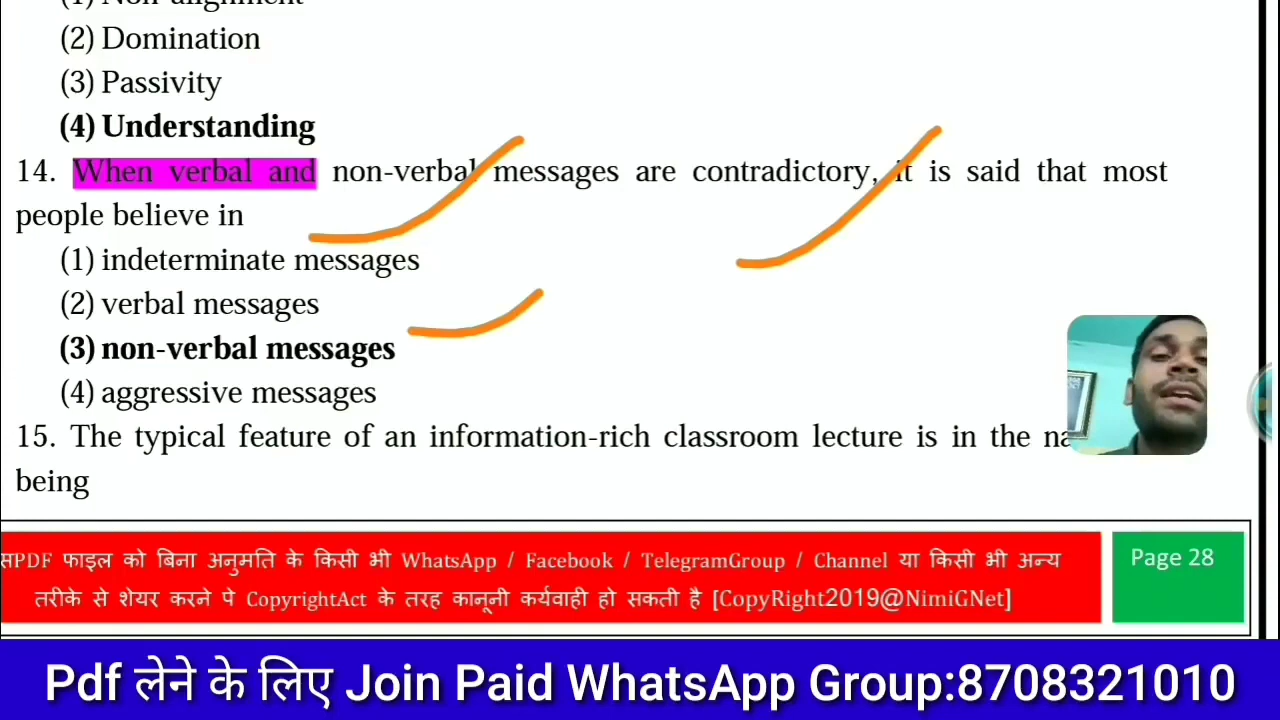 (1) Non-alignment
(2) Domination
(3) Passivity
(4) Understanding
14. When verbal and non-verbal messages are contradictory, it is said that most
people believe in
(1) indeterminate messages
(2) verbal messages
(3) non-verbal messages
(4) aggressive messages
15. The typical feature of an information-rich classroom lecture is in the
being
PDF फाइल को बिना अनुमति के किसी भी WhatsApp / Facebook / TelegramGroup / Channel या किसी भी अन्य
तरीके से शेयर करने पे CopyrightAct के तरह कानूनी कर्यवाही हो सकती है [CopyRight2019@NimiGNet]
Page 28
Pdf लेने के लिए Join Paid WhatsApp Group:8708321010